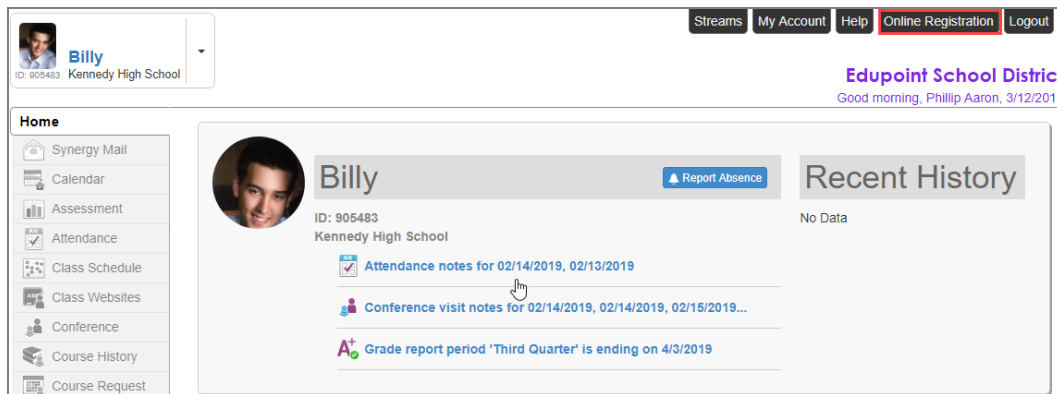 Streams My Account Help Online Registration Logout
Billy
ID: 905483 Kennedy High School
Edupoint School Distric
Good morning, Phillip Aaron, 3/12/201
Home
Synergy Mail
Calendar
Assessment
Attendance
Class Schedule
Class Websites
Conference
Course History
Course Request
Billy
Report Absence
ID: 905483
Kennedy High School
Attendance notes for 02/14/2019, 02/13/2019
Conference visit notes for 02/14/2019, 02/14/2019, 02/15/2019...
Grade report period 'Third Quarter' is ending on 4/3/2019
Recent History
No Data